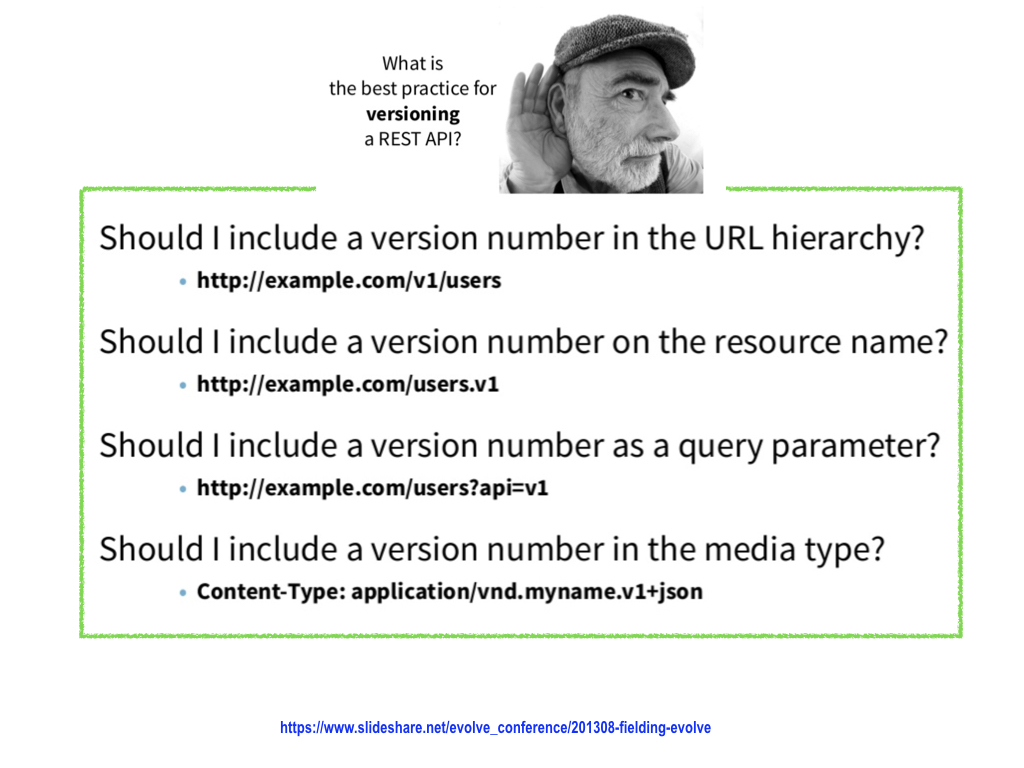 What is
the best practice for
versioning
a REST API?
Should I include a version number in the URL hierarchy?
• http://example.com/v1/users
Should I include a version number on the resource name?
• http://example.com/users.v1
Should I include a version number as a query parameter?
• http://example.com/users?api=v1
Should I include a version number in the media type?
• Content-Type: application/vnd.myname.v1+json
https://www.slideshare.net/evolve_conference/201308-fielding-evolve